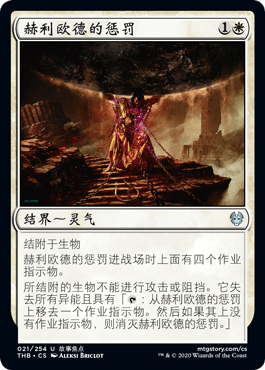 赫利欧德的惩罚 1
结界～灵气
结附于生物
赫利欧德的惩罚进战场时上面有四个作业
指示物。
所结附的生物不能进行攻击或阻挡。它失
去所有异能且具有「：从赫利欧德的惩罚
上移去一个作业指示物。然后如果其上没
有作业指示物，则消灭赫利欧德的惩罚。」
021/254 U 故事焦点
THB • CS ALEKSI BRICLOT
mtgstory.com/cs
™ & © 2020 Wizards of the Coast